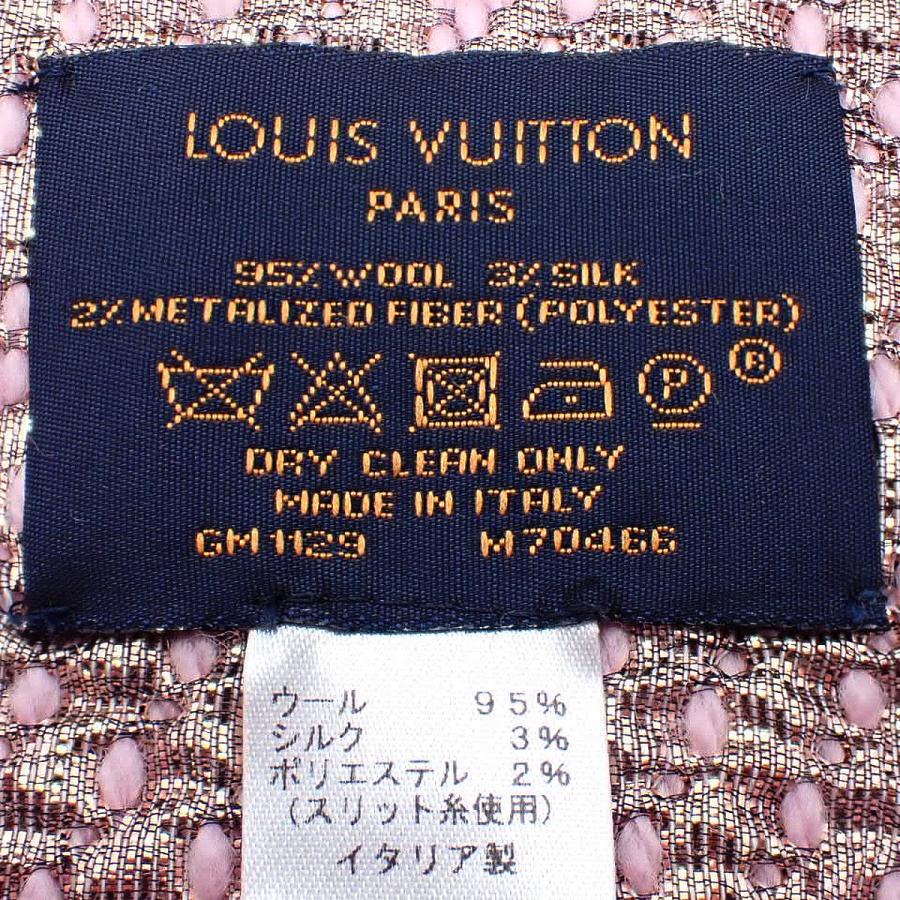 LOUIS VUITTON
PARIS
95% WOOL 3% SILK
2% METALIZED FIBER (POLYESTER)
P ®
DRY CLEAN ONLY
MADE IN ITALY
GM1129 M70466
ウール 95%
シルク 3%
ポリエステル 2%
(スリット糸使用)
イタリア製